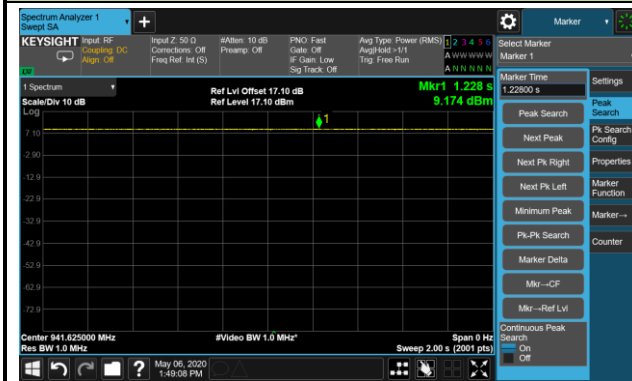 Spectrum Analyzer 1
Swept SA
KEYSIGHT
Input: RF
Coupling: DC
Align: Off
Input Z: 50 Ω
Corrections: Off
Freq Ref: Int (S)
#Atten: 10 dB
Preamp: Off
PNO: Fast
Gate: Off
IF Gain: Low
Sig Track: Off
Avg Type: Power (RMS)
Avg|Hold:>1/1
Trig: Free Run
1 2 3 4 5 6
A W W W W W
A N N N N N
1 Spectrum
Scale/Div 10 dB
Log
Ref Lvl Offset 17.10 dB
Ref Level 17.10 dBm
Mkr1 1.228 s
9.174 dBm
1
7.10
-2.90
-12.9
-22.9
-32.9
-42.9
-52.9
-62.9
-72.9
Center 941.625000 MHz
Res BW 1.0 MHz
#Video BW 1.0 MHz*
Span 0 Hz
Sweep 2.00 s (2001 pts)
May 06, 2020
1:49:08 PM
Marker
Select Marker
Marker 1
Marker Time
1.22800 s
Peak Search
Next Peak
Next Pk Right
Next Pk Left
Minimum Peak
Pk-Pk Search
Marker Delta
Mkr→CF
Mkr→Ref Lvl
Continuous Peak
Search
On
Off
Settings
Peak
Search
Pk Search
Config
Properties
Marker
Function
Marker→
Counter